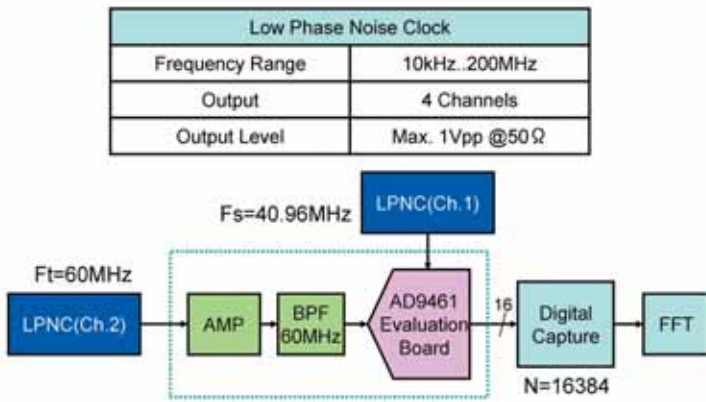 Low Phase Noise Clock
Frequency Range 10kHz..200MHz
Output 4 Channels
Output Level Max. 1Vpp @50Ω
LPNC(Ch.1)
Fs=40.96MHz
Ft=60MHz
LPNC(Ch.2)
AMP
BPF
60MHz
AD9461
Evaluation
Board
16
Digital
Capture
FFT
N=16384